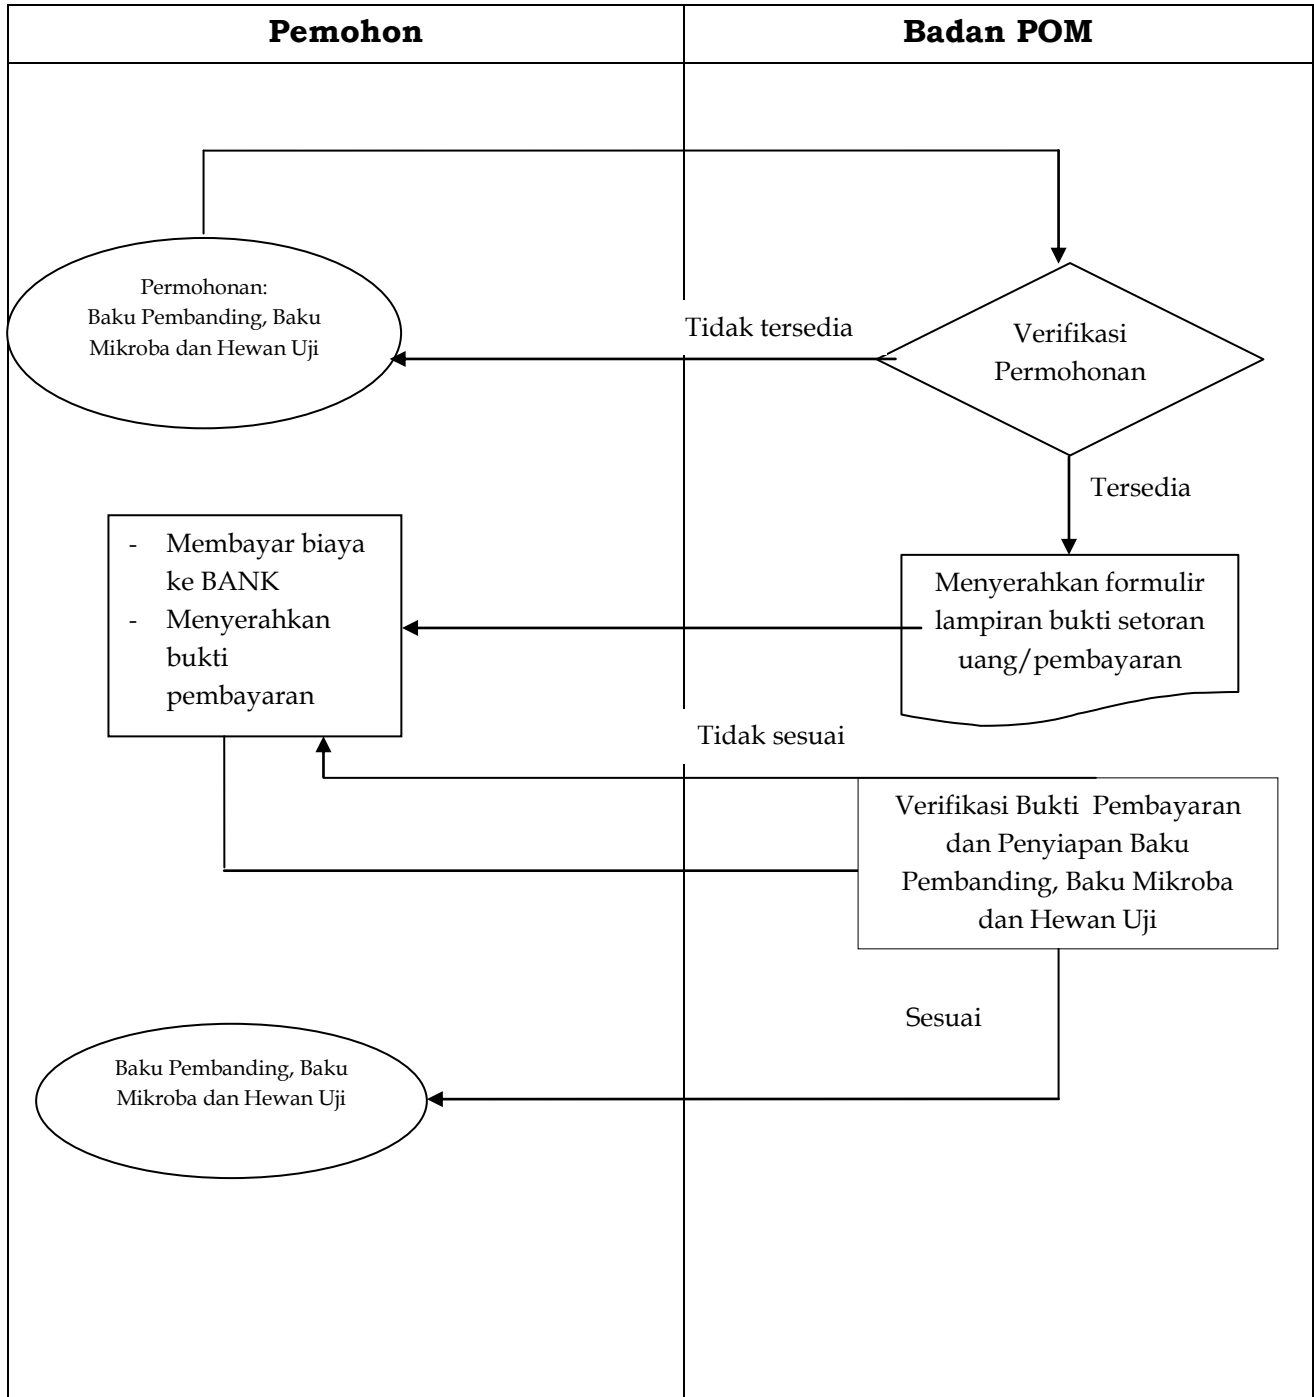 Pemohon
Badan POM
Permohonan:
Baku Pembanding, Baku
Mikroba dan Hewan Uji
Tidak tersedia
Verifikasi
Permohonan
Tersedia
- Membayar biaya
ke BANK
- Menyerahkan
bukti
pembayaran
Menyerahkan formulir
lampiran bukti setoran
uang/pembayaran
Tidak sesuai
Verifikasi Bukti Pembayaran
dan Penyiapan Baku
Pembanding, Baku Mikroba
dan Hewan Uji
Sesuai
Baku Pembanding, Baku
Mikroba dan Hewan Uji